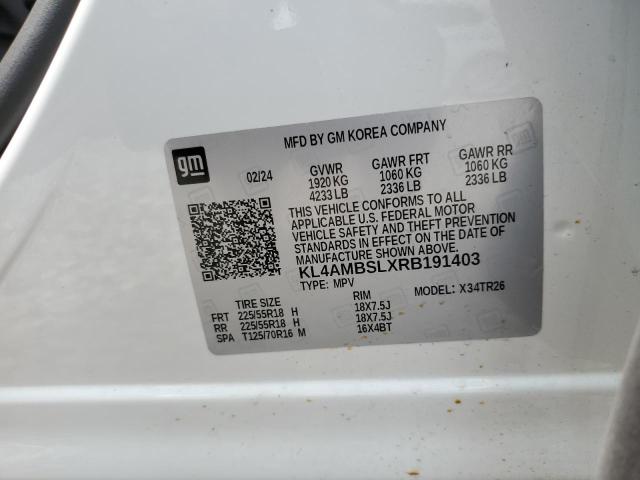 MFD BY GM KOREA COMPANY
gm
02/24 GVWR GAWR FRT GAWR RR
1920 KG 1060 KG 1060 KG
4233 LB 2336 LB 2336 LB
THIS VEHICLE CONFORMS TO ALL
APPLICABLE U.S. FEDERAL MOTOR
VEHICLE SAFETY AND THEFT PREVENTION
STANDARDS IN EFFECT ON THE DATE OF
MANUFACTURE SHOWN ABOVE.
KL4AMBSLXRB191403
TYPE: MPV MODEL: X34TR26
TIRE SIZE RIM
FRT 225/55R18 H 18X7.5J
RR 225/55R18 H 18X7.5J
SPA T125/70R16 M 16X4BT